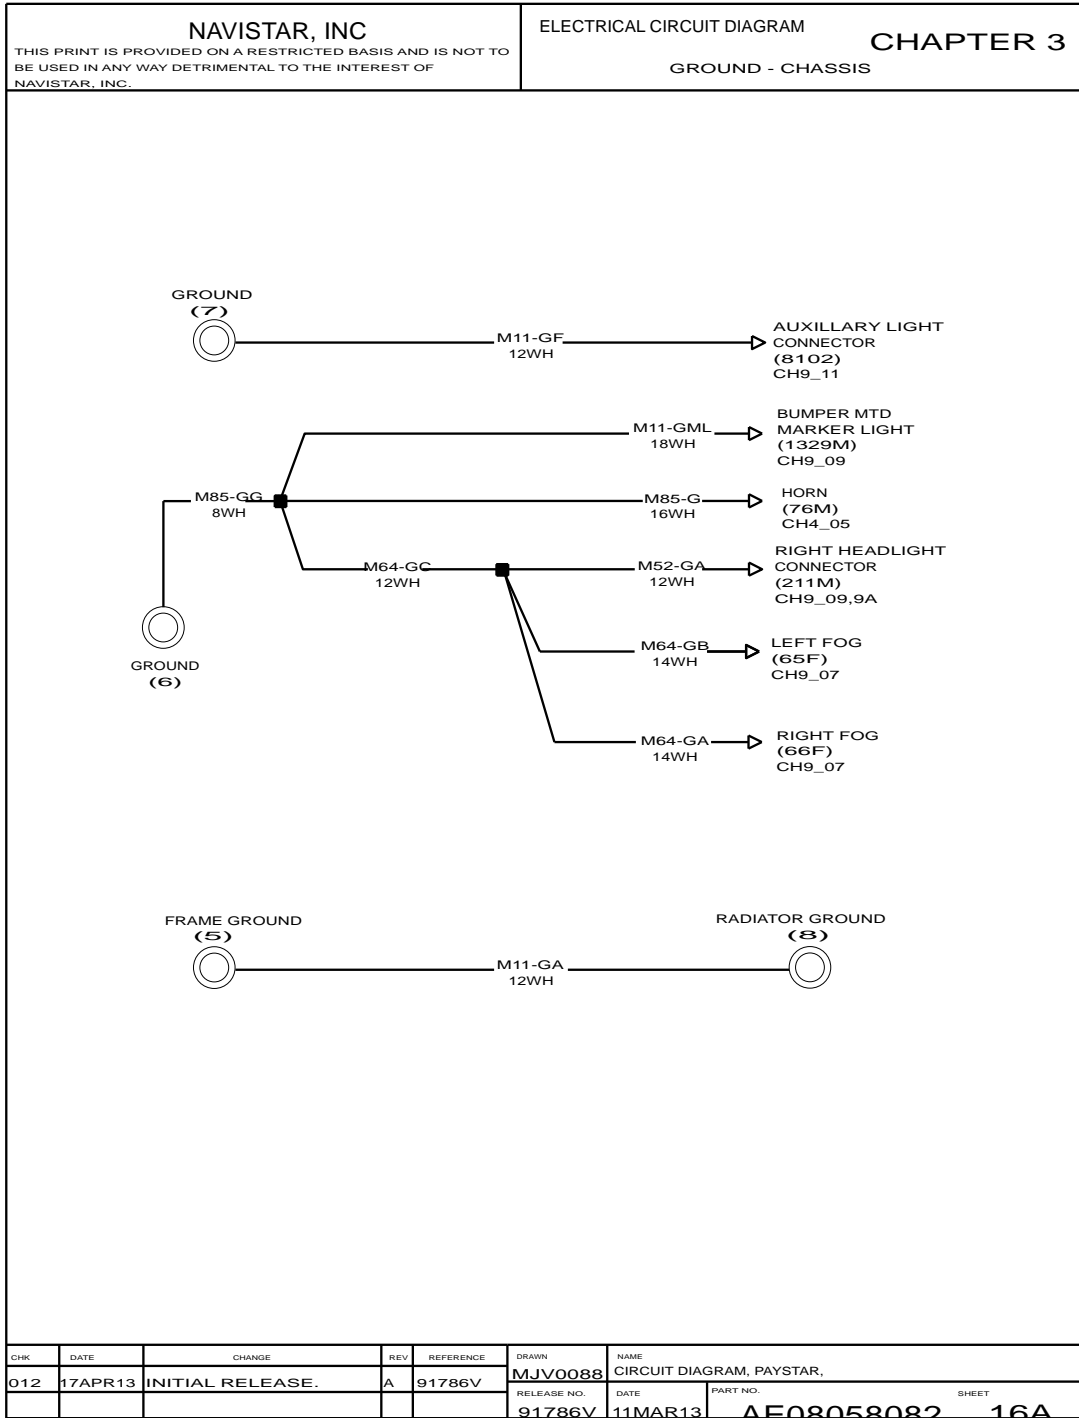 NAVISTAR, INC
THIS PRINT IS PROVIDED ON A RESTRICTED BASIS AND IS NOT TO
BE USED IN ANY WAY DETRIMENTAL TO THE INTEREST OF
NAVISTAR, INC.
ELECTRICAL CIRCUIT DIAGRAM
CHAPTER 3
GROUND - CHASSIS
GROUND
(7)
M11-GF
12WH
AUXILLARY LIGHT
CONNECTOR
(8102)
CH9_11
M11-GML
18WH
BUMPER MTD
MARKER LIGHT
(1329M)
CH9_09
M85-GG
8WH
M85-G
16WH
HORN
(76M)
CH4_05
M64-GC
12WH
M52-GA
12WH
RIGHT HEADLIGHT
CONNECTOR
(211M)
CH9_09,9A
GROUND
(6)
M64-GB
14WH
LEFT FOG
(65F)
CH9_07
M64-GA
14WH
RIGHT FOG
(66F)
CH9_07
FRAME GROUND
(5)
M11-GA
12WH
RADIATOR GROUND
(8)
CHK DATE CHANGE REV REFERENCE
012 17APR13 INITIAL RELEASE. A 91786V
DRAWN
MJV0088
NAME
CIRCUIT DIAGRAM, PAYSTAR,
RELEASE NO.
91786V
DATE
11MAR13
PART NO.
AE08058082
SHEET
16A